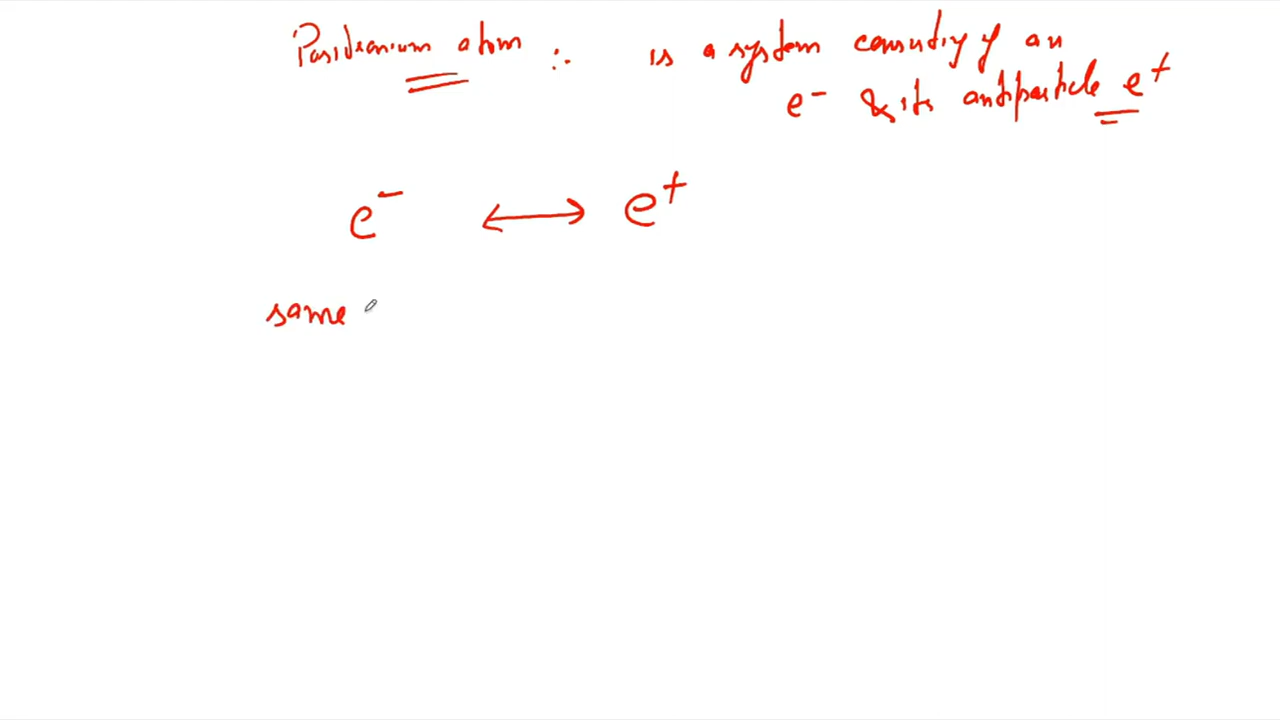 Positronium atom :- is a system consisting of an
e⁻ & its antiparticle e⁺
e⁻ ⟷ e⁺
same